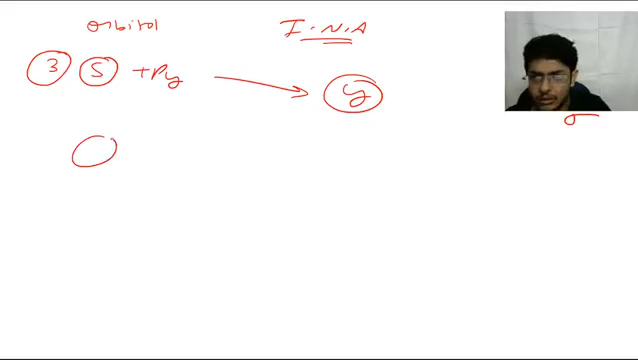 orbital I.N.A
3 S + Py → y
σ